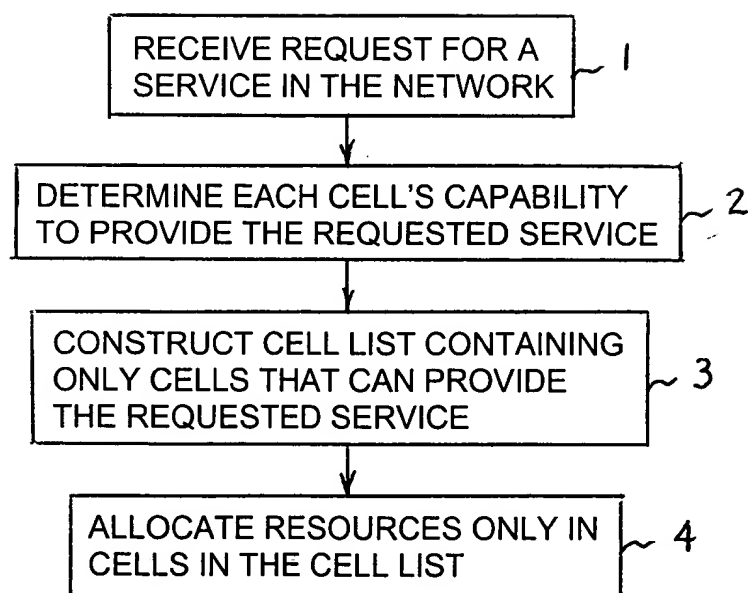 RECEIVE REQUEST FOR A
SERVICE IN THE NETWORK
1
DETERMINE EACH CELL'S CAPABILITY
TO PROVIDE THE REQUESTED SERVICE
2
CONSTRUCT CELL LIST CONTAINING
ONLY CELLS THAT CAN PROVIDE
THE REQUESTED SERVICE
3
ALLOCATE RESOURCES ONLY IN
CELLS IN THE CELL LIST
4